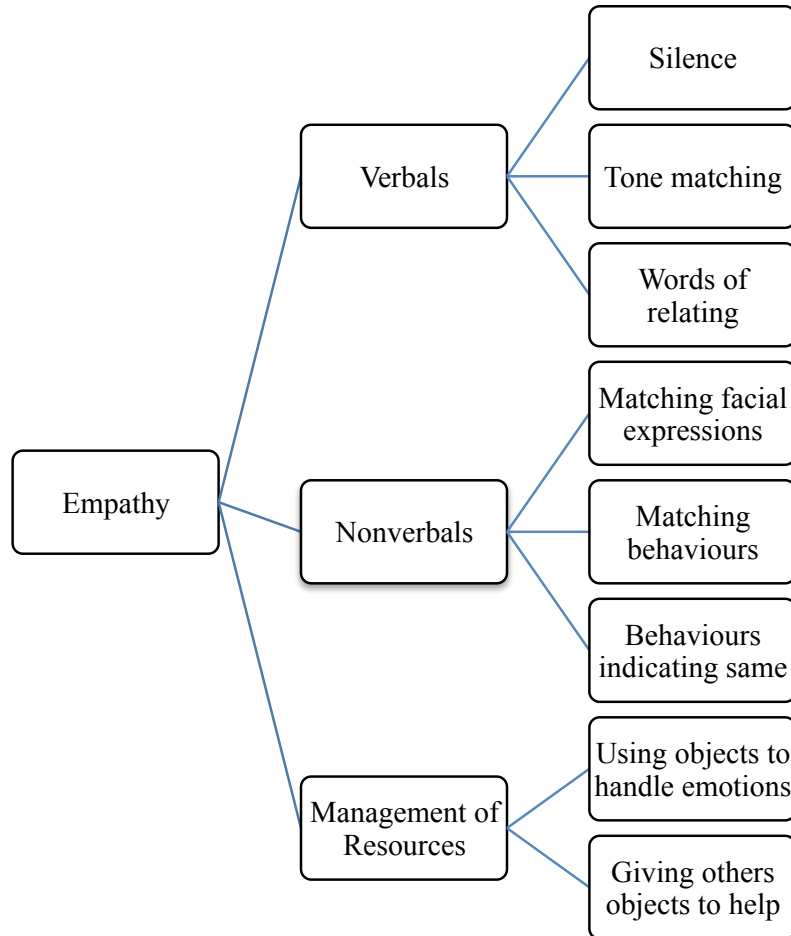 Empathy
Verbals
Silence
Tone matching
Words of
relating
Nonverbals
Matching facial
expressions
Matching
behaviours
Behaviours
indicating same
Management of
Resources
Using objects to
handle emotions
Giving others
objects to help